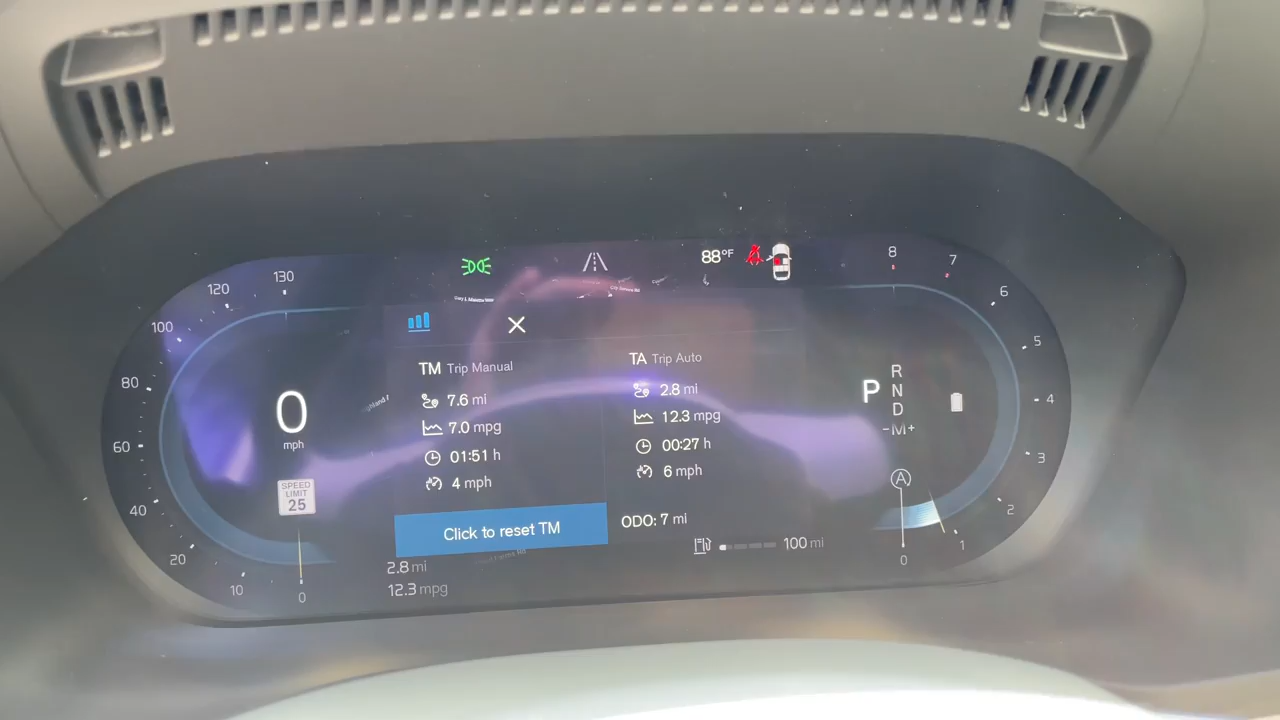 88°F
130
120
100
80
60
40
20
10
0
0
mph
SPEED
LIMIT
25
TM Trip Manual
7.6 mi
7.0 mpg
01:51 h
4 mph
Click to reset TM
2.8 mi
12.3 mpg
TA Trip Auto
2.8 mi
12.3 mpg
00:27 h
6 mph
ODO: 7 mi
100 mi
P
R
N
D
-M+
A
8
7
6
5
4
3
2
1
0